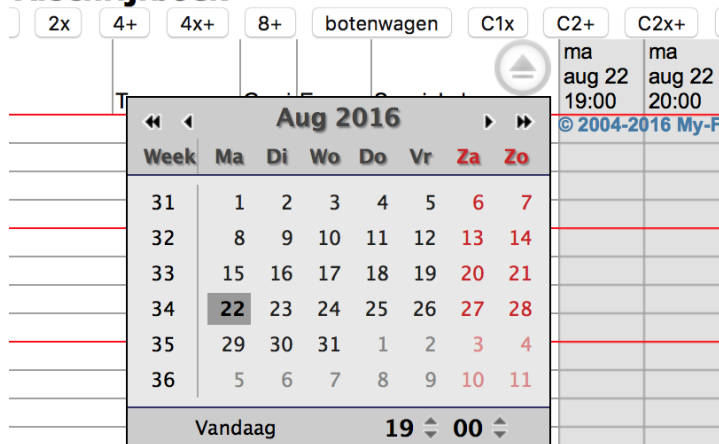 2x 4+ 4x+ 8+ botenwagen C1x C2+ C2x+
ma ma
aug 22 aug 22
19:00 20:00
© 2004-2016 My-F
Aug 2016
Week Ma Di Wo Do Vr Za Zo
31 1 2 3 4 5 6 7
32 8 9 10 11 12 13 14
33 15 16 17 18 19 20 21
34 22 23 24 25 26 27 28
35 29 30 31 1 2 3 4
36 5 6 7 8 9 10 11
Vandaag 19 00